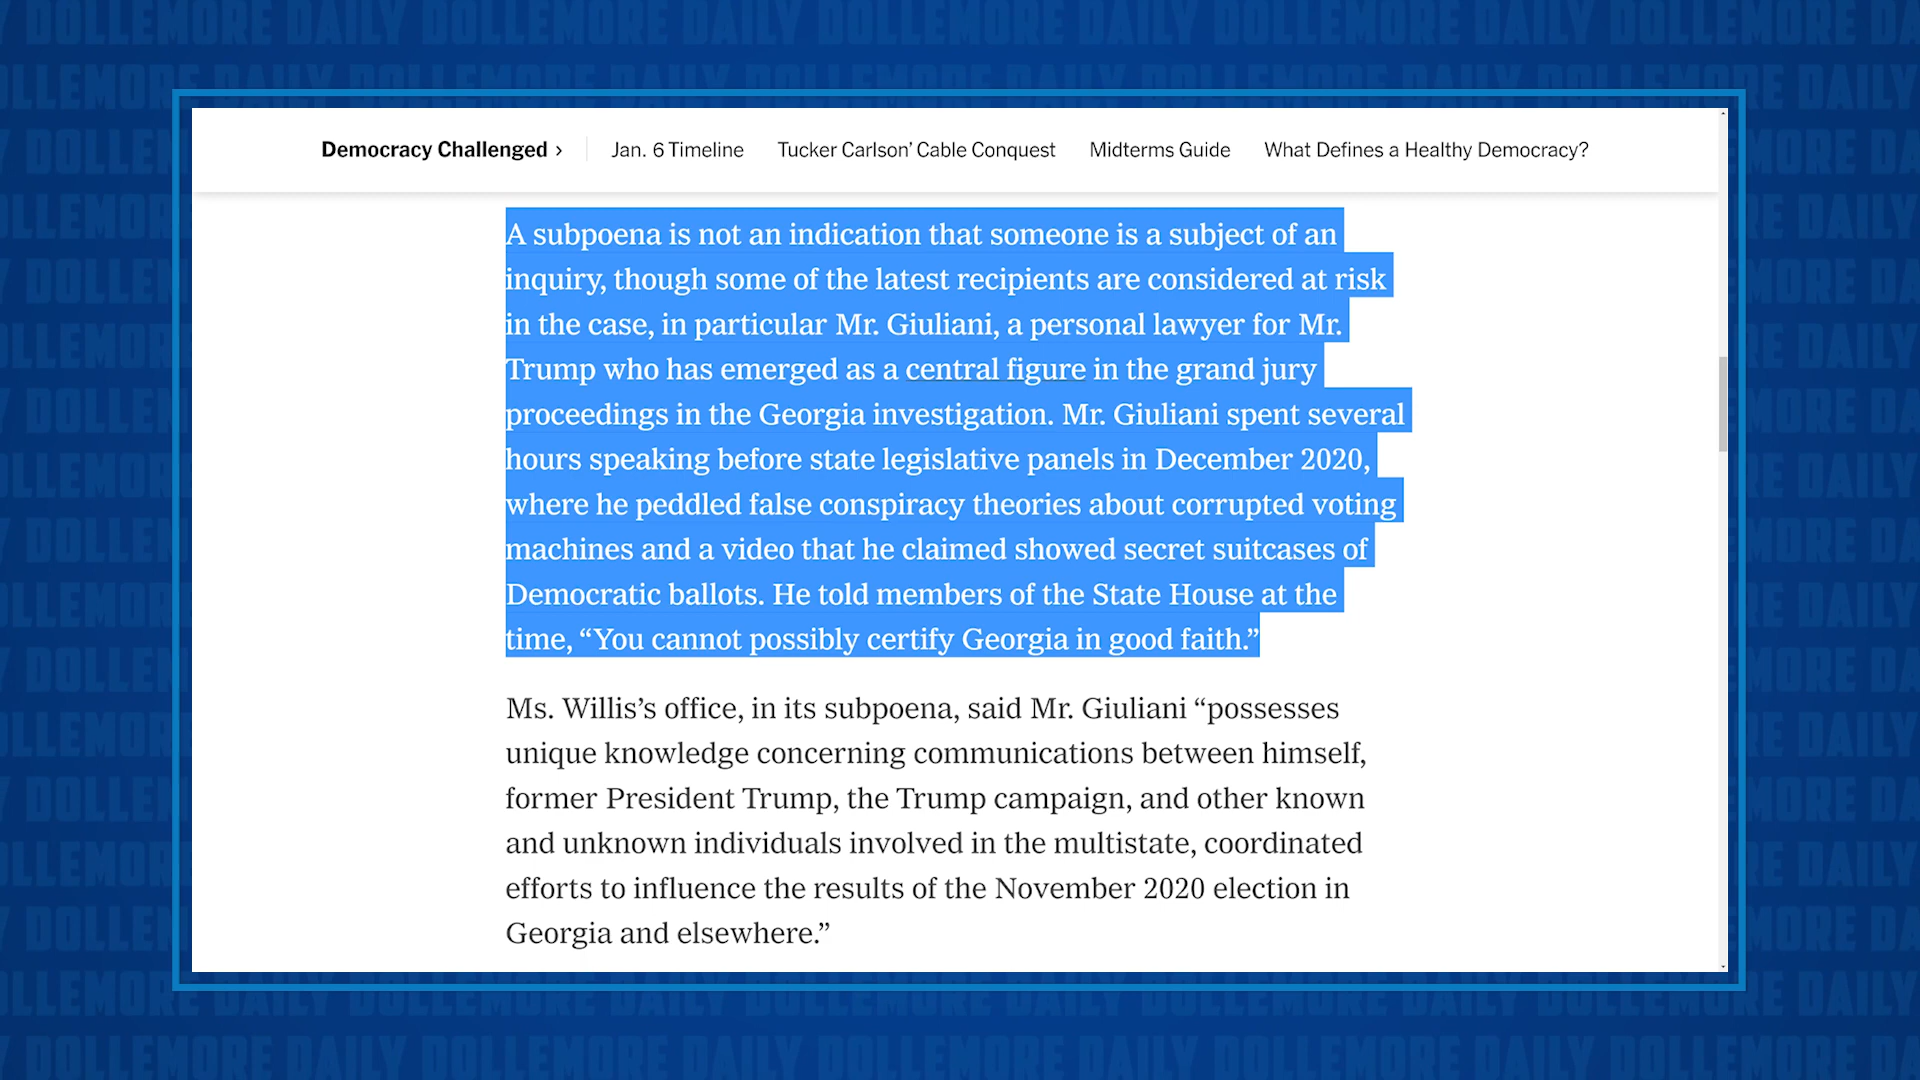 DOLLEMORE DAILY DOLLEMORE DAILY DOLLEMORE DAILY DOLLEMORE DAILY
Democracy Challenged ›
Jan. 6 Timeline
Tucker Carlson’ Cable Conquest
Midterms Guide
What Defines a Healthy Democracy?
A subpoena is not an indication that someone is a subject of an
inquiry, though some of the latest recipients are considered at risk
in the case, in particular Mr. Giuliani, a personal lawyer for Mr.
Trump who has emerged as a central figure in the grand jury
proceedings in the Georgia investigation. Mr. Giuliani spent several
hours speaking before state legislative panels in December 2020,
where he peddled false conspiracy theories about corrupted voting
machines and a video that he claimed showed secret suitcases of
Democratic ballots. He told members of the State House at the
time, “You cannot possibly certify Georgia in good faith.”
Ms. Willis’s office, in its subpoena, said Mr. Giuliani “possesses
unique knowledge concerning communications between himself,
former President Trump, the Trump campaign, and other known
and unknown individuals involved in the multistate, coordinated
efforts to influence the results of the November 2020 election in
Georgia and elsewhere.”